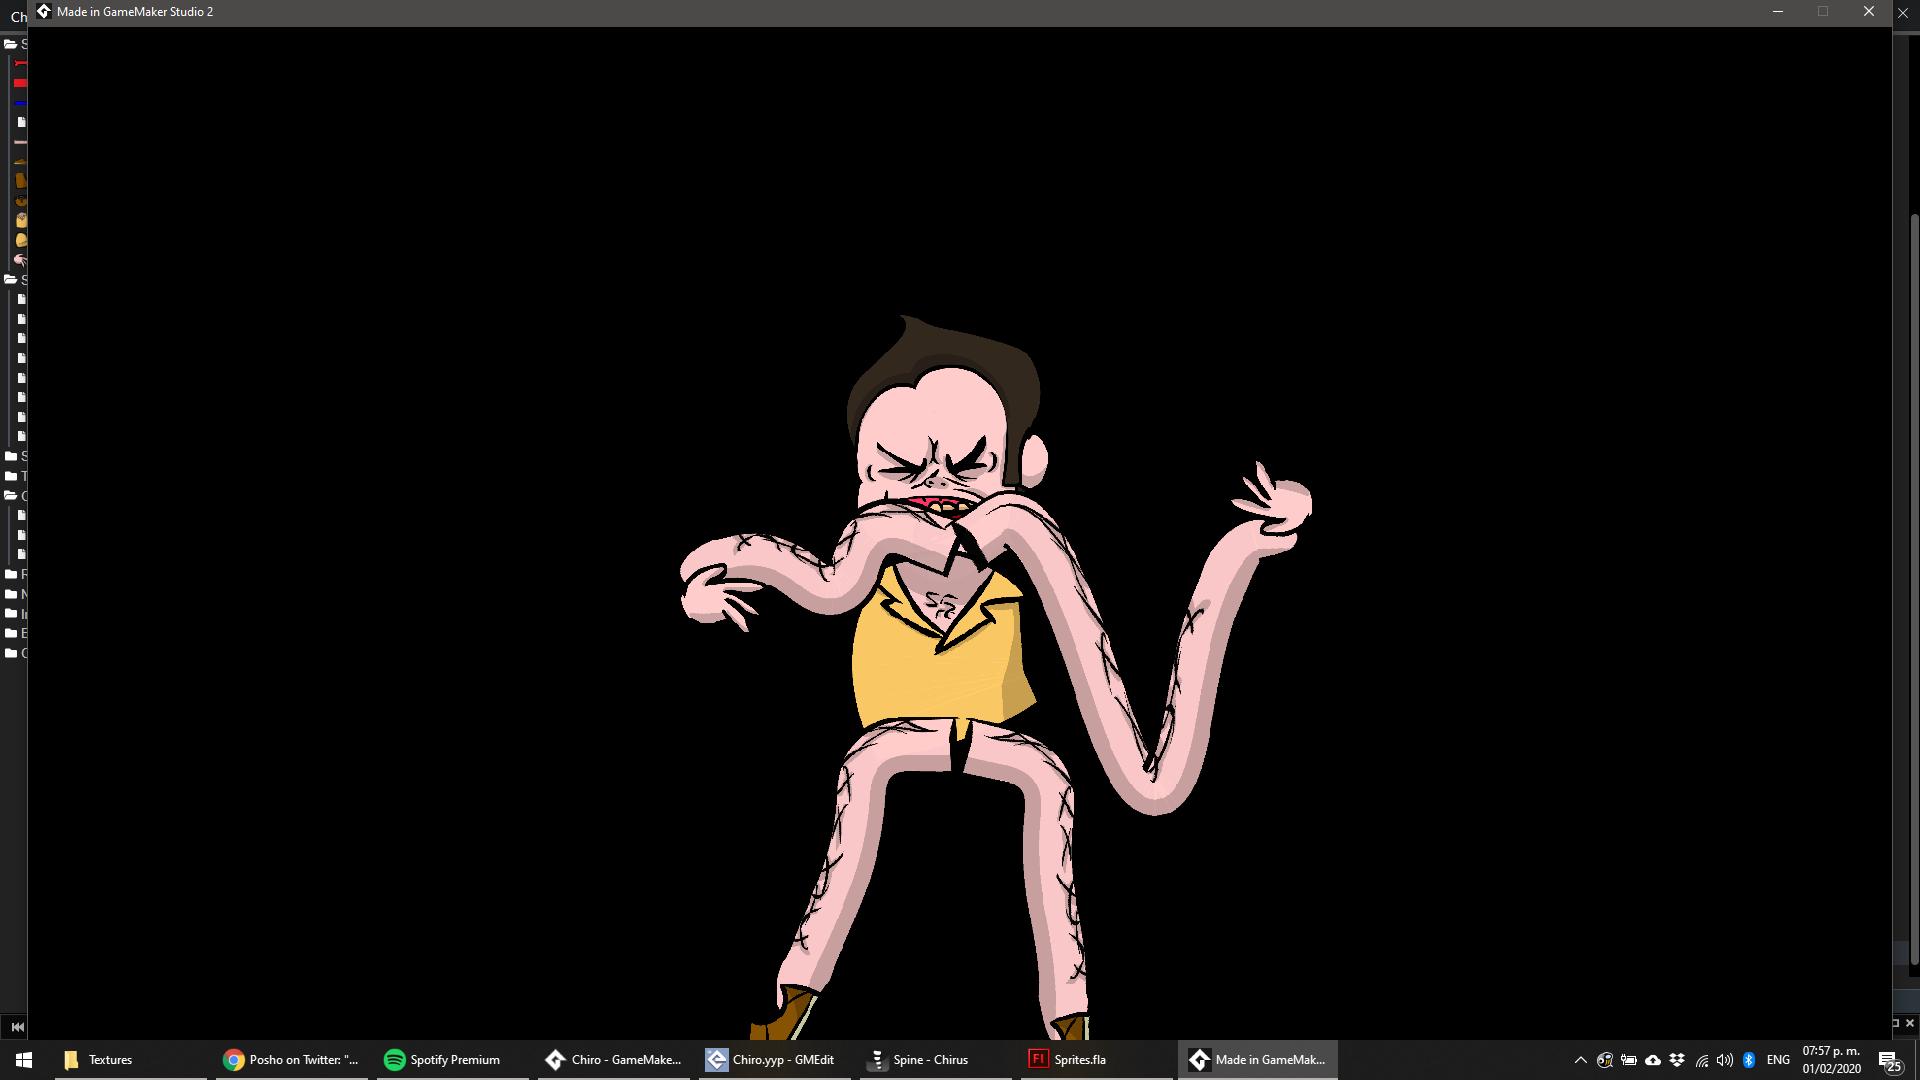 Made in GameMaker Studio 2
Ch
S
S
S
T
R
N
In
E
Textures
Posho on Twitter: "...
Spotify Premium
Chiro - GameMake...
Chiro.yyp - GMEdit
Spine - Chirus
Fl
Sprites.fla
Made in GameMak...
ENG
07:57 p. m.
01/02/2020
25